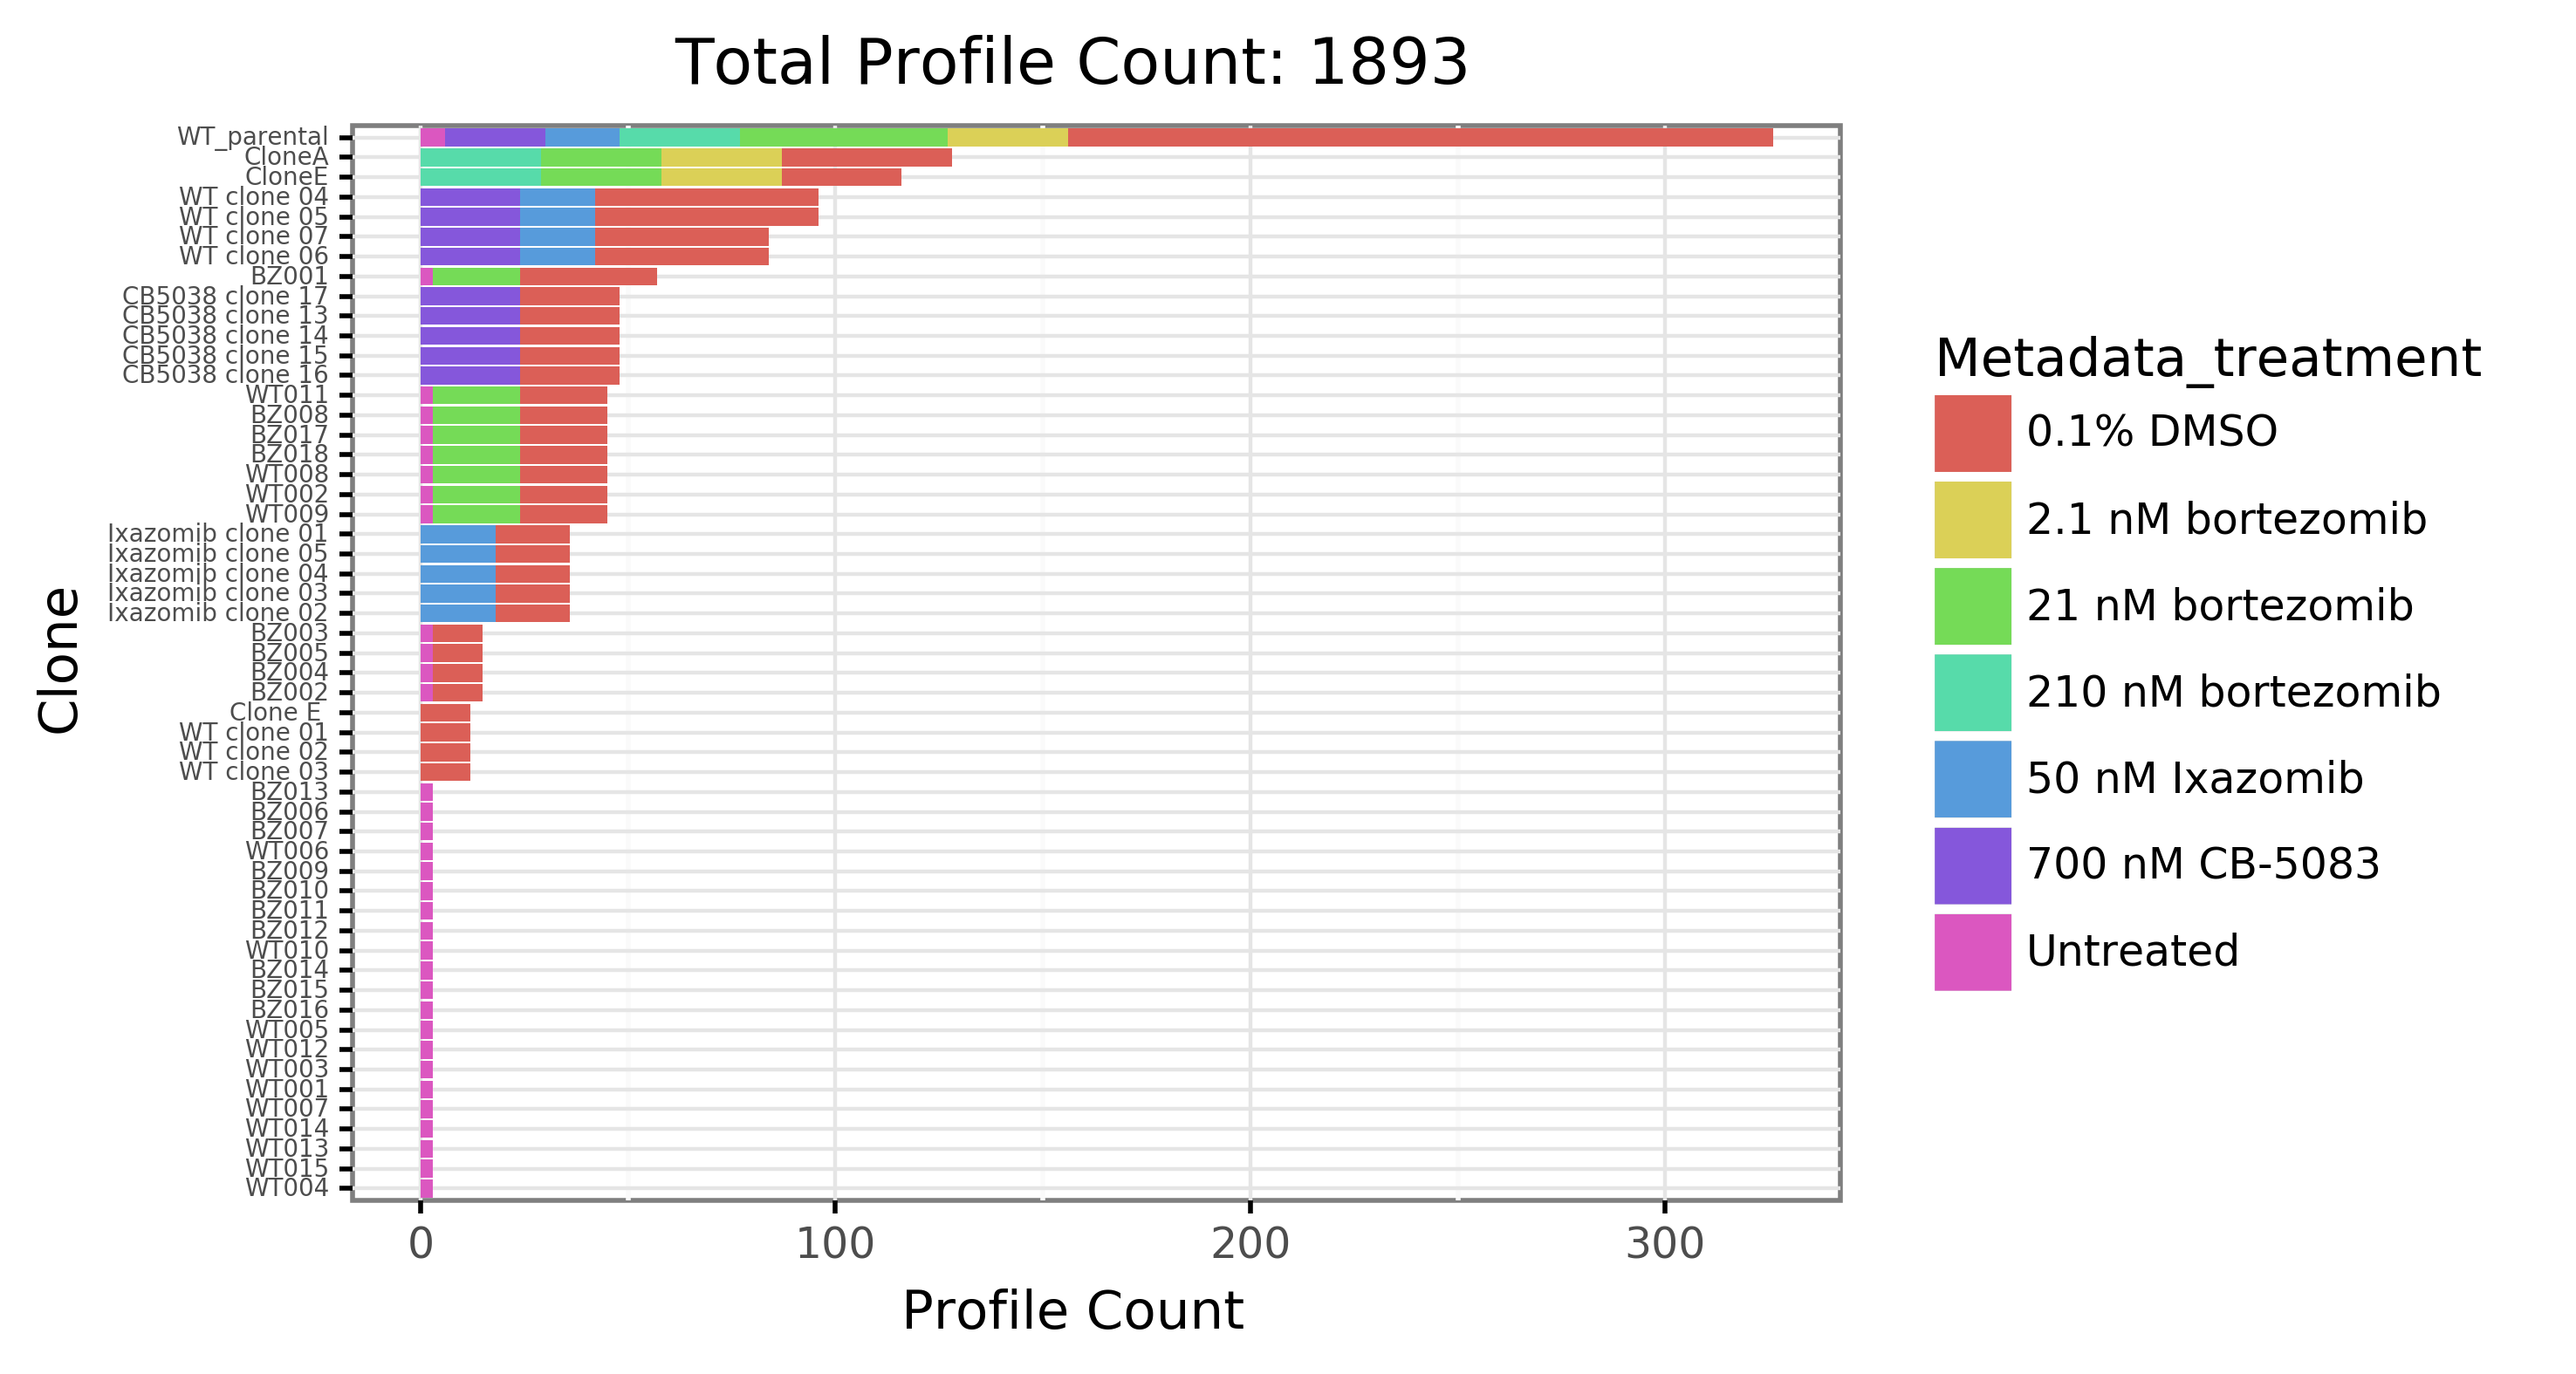 Total Profile Count: 1893
WT_parental
CloneA
CloneE
WT clone 04
WT clone 05
WT clone 07
WT clone 06
BZ001
CB5038 clone 17
CB5038 clone 13
CB5038 clone 14
CB5038 clone 15
CB5038 clone 16
WT011
BZ008
BZ017
BZ018
WT008
WT002
WT009
Ixazomib clone 01
Ixazomib clone 05
Ixazomib clone 04
Ixazomib clone 03
Ixazomib clone 02
BZ003
BZ005
BZ004
BZ002
Clone E
WT clone 01
WT clone 02
WT clone 03
BZ013
BZ006
BZ007
WT006
BZ009
BZ010
BZ011
BZ012
WT010
BZ014
BZ015
BZ016
WT005
WT012
WT003
WT001
WT007
WT014
WT013
WT015
WT004
Clone
0 100 200 300
Profile Count
Metadata_treatment
0.1% DMSO
2.1 nM bortezomib
21 nM bortezomib
210 nM bortezomib
50 nM Ixazomib
700 nM CB-5083
Untreated